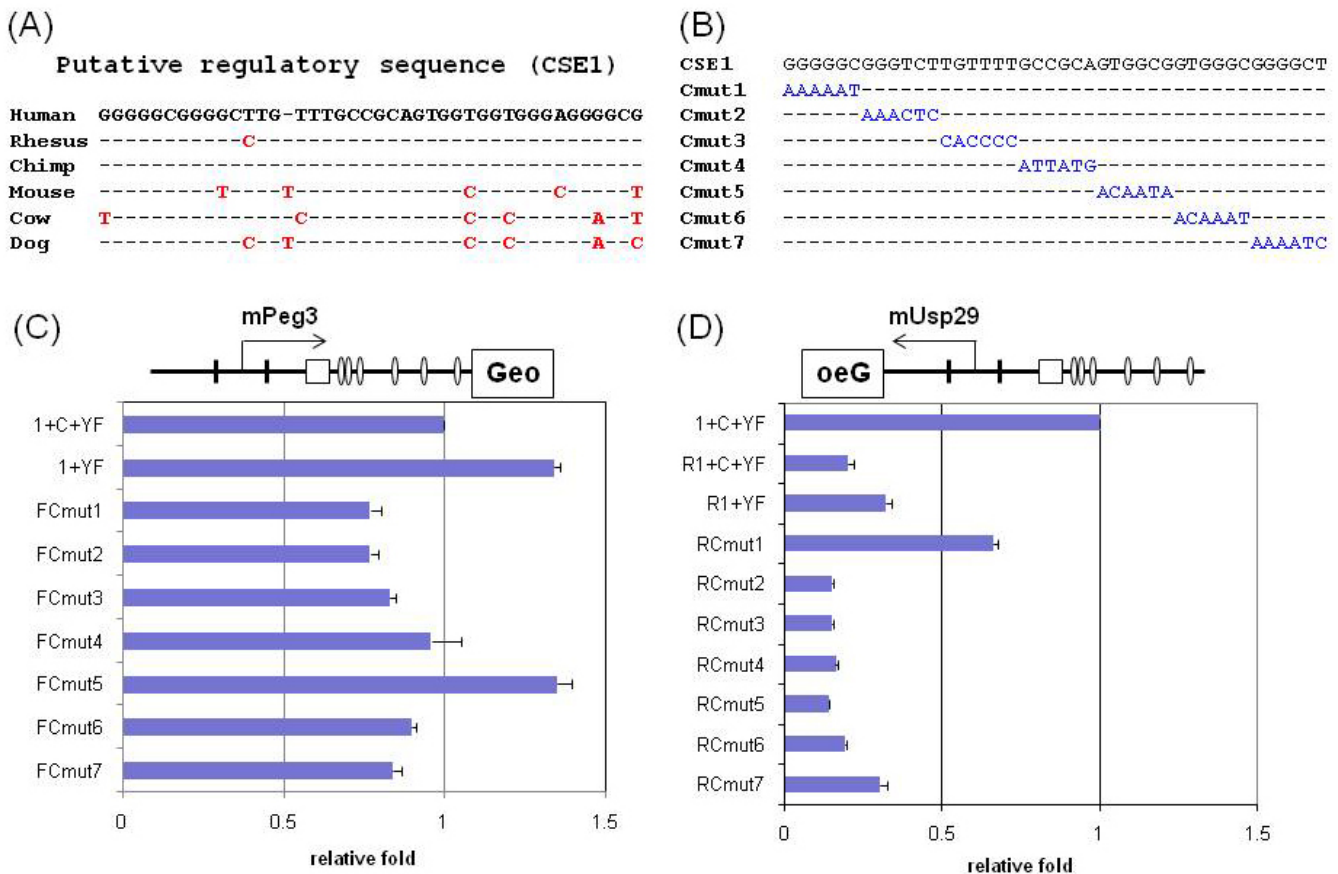 (A)
Putative regulatory sequence (CSE1)
Human GGGGGCGGGGCTTG-TTTGCCGCAGTGGTGGTGGGAGGGGCG
Rhesus -----------C------------------------------
Chimp ------------------------------------------
Mouse ---------T----T-------------C------C-----T
Cow T--------------C------------C--C------A--T
Dog -----------C--T-------------C--C------A--C
(B)
CSE1 GGGGGCGGGTCTTGTTTTGCCGCAGTGGCGGTGGGCGGGGCT
Cmut1 AAAAAT------------------------------------
Cmut2 ------AAACTC------------------------------
Cmut3 ------------CACCCC------------------------
Cmut4 ------------------ATTATG------------------
Cmut5 ------------------------ACAATA------------
Cmut6 ------------------------------ACAAAT------
Cmut7 ------------------------------------AAAATC
(C)
mPeg3
Geo
1+C+YF
1+YF
FCmut1
FCmut2
FCmut3
FCmut4
FCmut5
FCmut6
FCmut7
0 0.5 1 1.5
relative fold
(D)
mUsp29
oeG
1+C+YF
R1+C+YF
R1+YF
RCmut1
RCmut2
RCmut3
RCmut4
RCmut5
RCmut6
RCmut7
0 0.5 1 1.5
relative fold